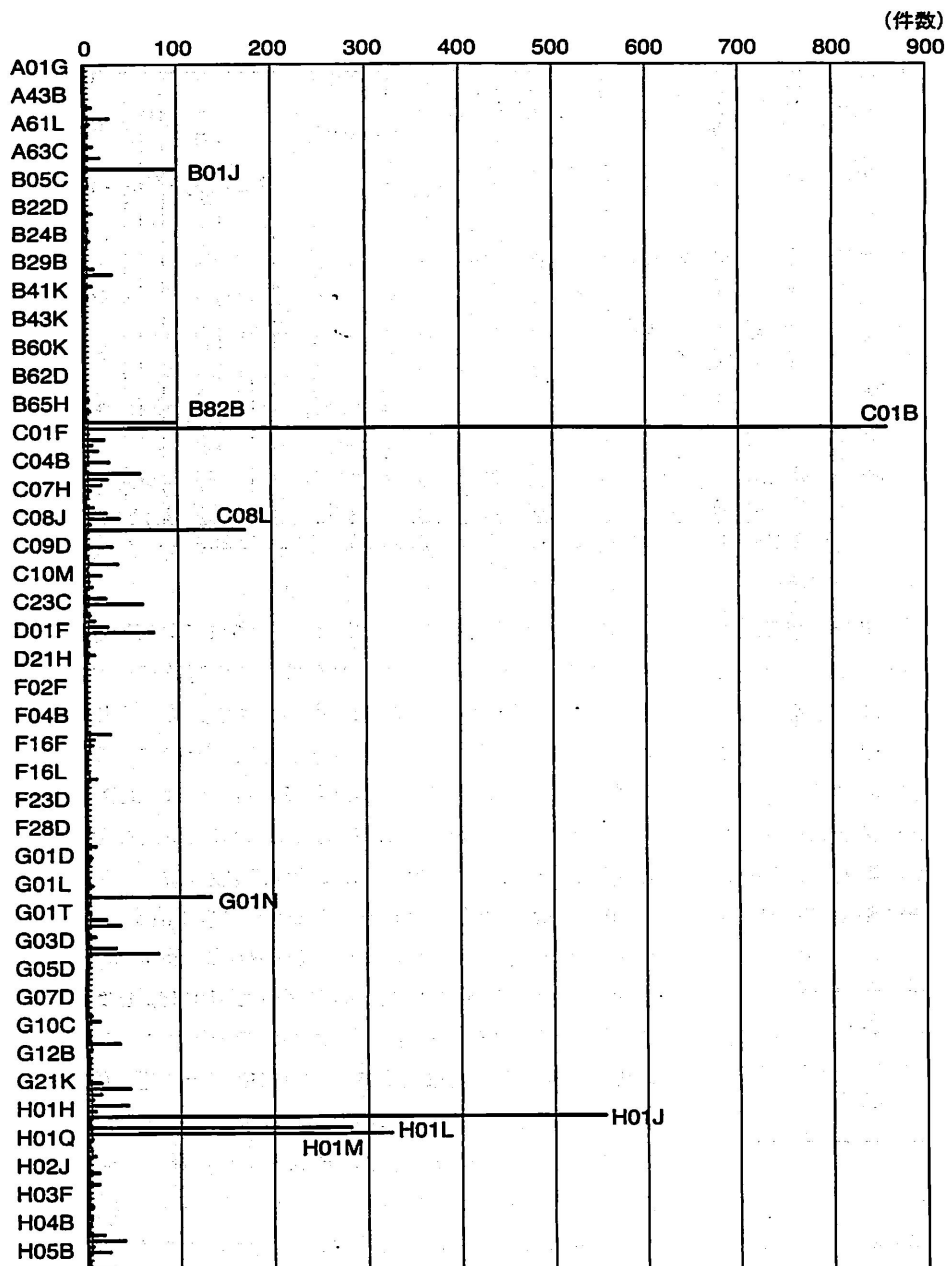 (件数)
0 100 200 300 400 500 600 700 800 900
A01G
A43B
A61L
A63C
B01J
B05C
B22D
B24B
B29B
B41K
B43K
B60K
B62D
B65H
B82B
C01B
C01F
C04B
C07H
C08J
C08L
C09D
C10M
C23C
D01F
D21H
F02F
F04B
F16F
F16L
F23D
F28D
G01D
G01L
G01N
G01T
G03D
G05D
G07D
G10C
G12B
G21K
H01H
H01J
H01L
H01Q
H01M
H02J
H03F
H04B
H05B